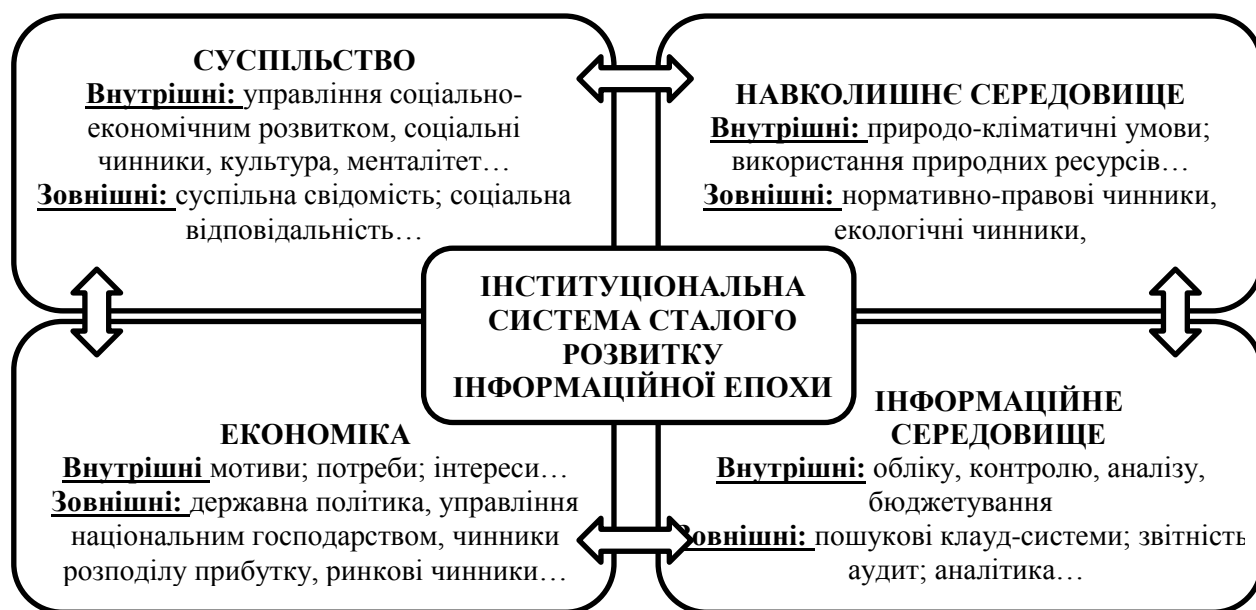 СУСПІЛЬСТВО
Внутрішні: управління соціально-
економічним розвитком, соціальні
чинники, культура, менталітет…
Зовнішні: суспільна свідомість; соціальна
відповідальність…
НАВКОЛИШНЄ СЕРЕДОВИЩЕ
Внутрішні: природо-кліматичні умови;
використання природних ресурсів…
Зовнішні: нормативно-правові чинники,
екологічні чинники,
ІНСТИТУЦІОНАЛЬНА
СИСТЕМА СТАЛОГО
РОЗВИТКУ
ІНФОРМАЦІЙНОЇ ЕПОХИ
ЕКОНОМІКА
Внутрішні мотиви; потреби; інтереси…
Зовнішні: державна політика, управління
національним господарством, чинники
розподілу прибутку, ринкові чинники…
ІНФОРМАЦІЙНЕ
СЕРЕДОВИЩЕ
Внутрішні: обліку, контролю, аналізу,
бюджетування
Зовнішні: пошукові клауд-системи; звітність
аудит; аналітика…